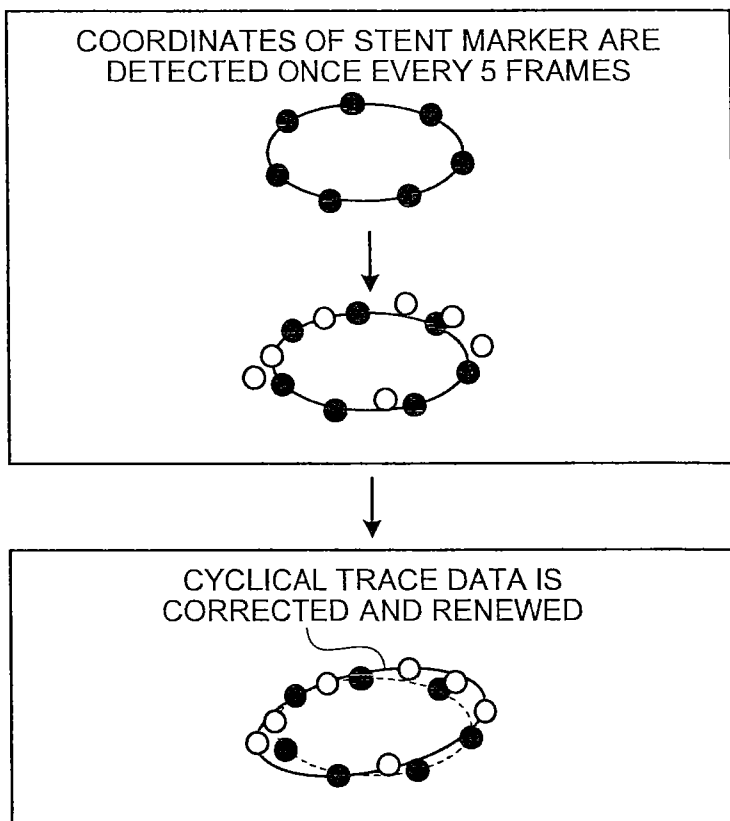 COORDINATES OF STENT MARKER ARE
DETECTED ONCE EVERY 5 FRAMES
CYCLICAL TRACE DATA IS
CORRECTED AND RENEWED